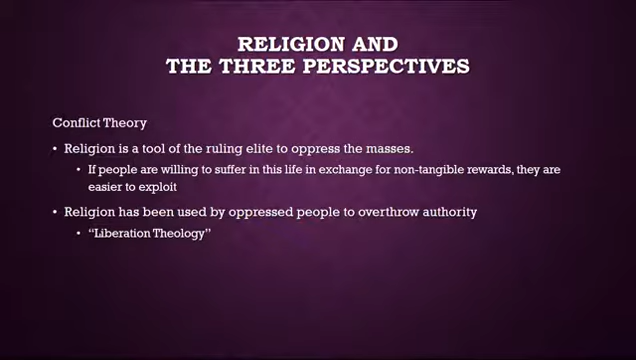 RELIGION AND
THE THREE PERSPECTIVES
Conflict Theory
• Religion is a tool of the ruling elite to oppress the masses.
• If people are willing to suffer in this life in exchange for non-tangible rewards, they are
easier to exploit
• Religion has been used by oppressed people to overthrow authority
• “Liberation Theology”